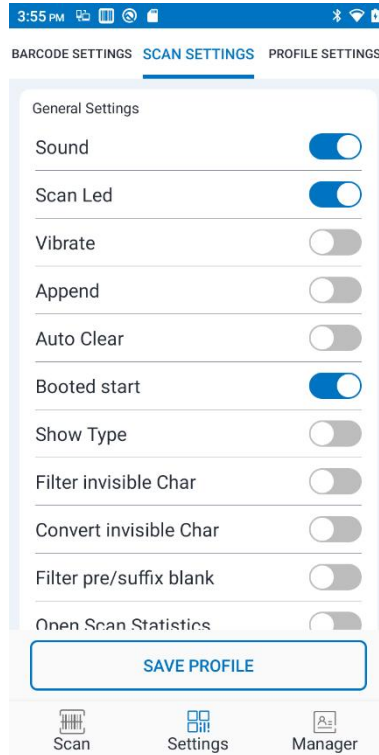 3:55 PM
BARCODE SETTINGS SCAN SETTINGS PROFILE SETTINGS
General Settings
Sound
Scan Led
Vibrate
Append
Auto Clear
Booted start
Show Type
Filter invisible Char
Convert invisible Char
Filter pre/suffix blank
Open Scan Statistics
SAVE PROFILE
Scan Settings Manager